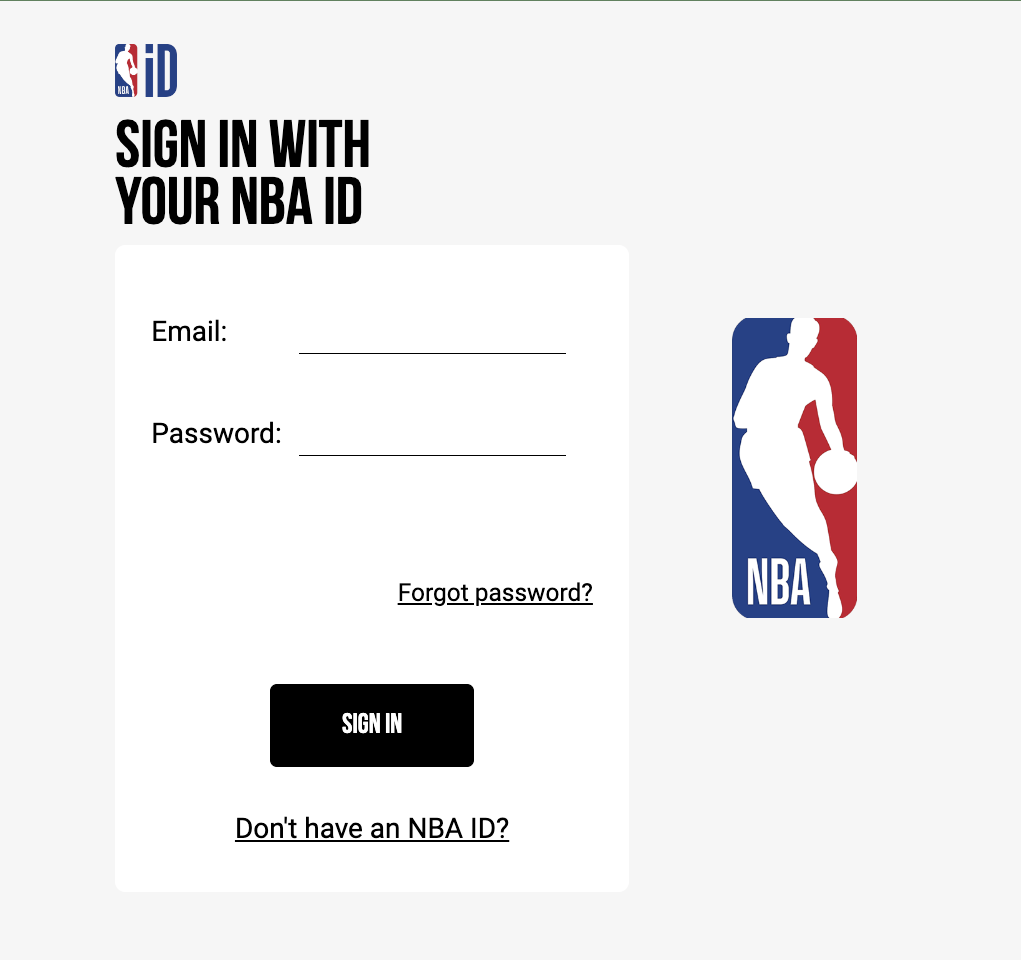 NBA iD
SIGN IN WITH
YOUR NBA ID
Email:
Password:
Forgot password?
SIGN IN
Don't have an NBA ID?
NBA